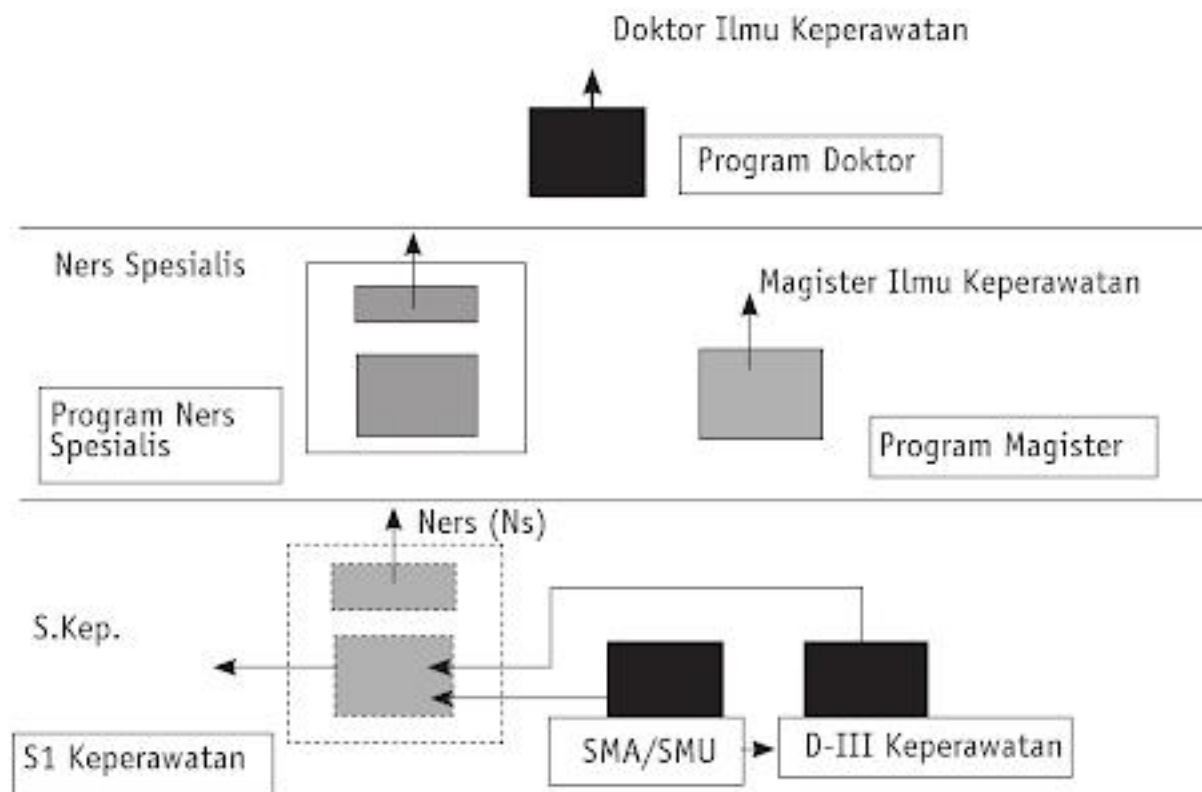 Doktor Ilmu Keperawatan
Program Doktor
Ners Spesialis
Magister Ilmu Keperawatan
Program Ners
Spesialis
Program Magister
Ners (Ns)
S.Kep.
S1 Keperawatan
SMA/SMU
D-III Keperawatan